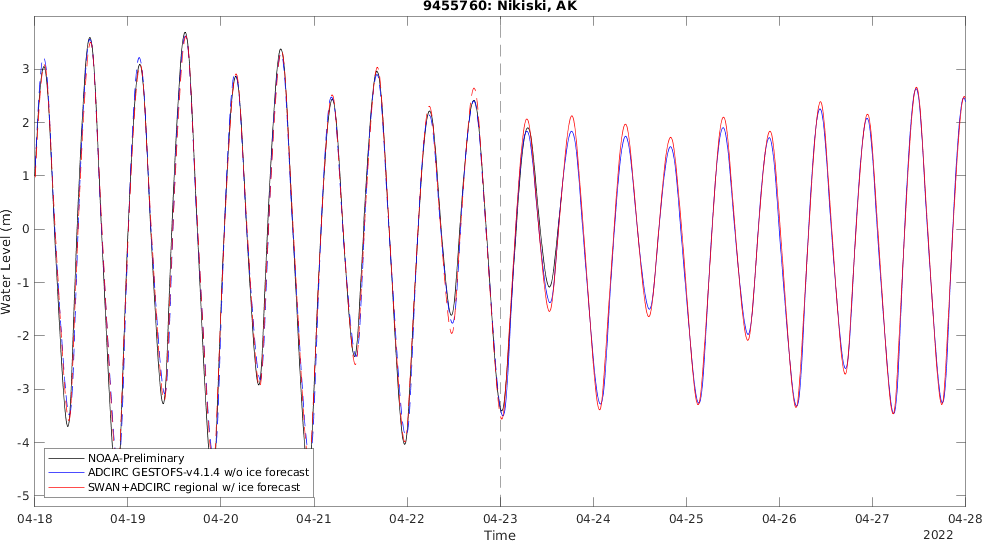 9455760: Nikiski, AK
3
2
1
0
-1
-2
-3
-4
-5
Water Level (m)
NOAA-Preliminary
ADCIRC GESTOFS-v4.1.4 w/o ice forecast
SWAN+ADCIRC regional w/ ice forecast
04-18 04-19 04-20 04-21 04-22 04-23 04-24 04-25 04-26 04-27 04-28
Time
2022